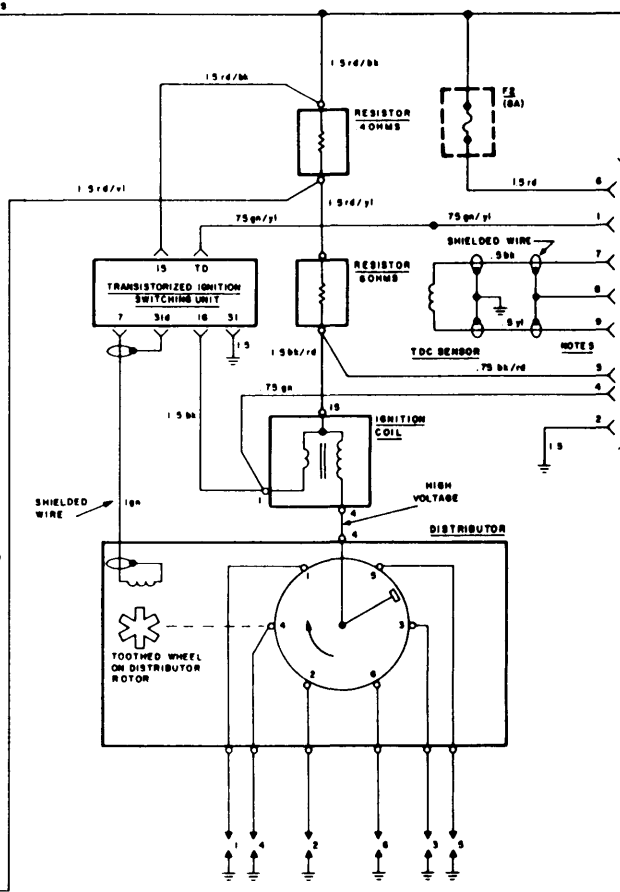 1.5 rd/bk
1.5 rd/bk
RESISTOR
4 OHMS
F2
(8A)
1.5 rd/vl
1.5 rd/yl
1.5 rd
6
.75 gn/yl
.75 gn/yl
1
SHIELDED WIRE
.5 bk
7
15 TD
TRANSISTORIZED IGNITION
SWITCHING UNIT
7 31d 16 31
RESISTOR
6 OHMS
8
.5 yl
9
1.5
TDC SENSOR
NOTES
1.5 bk/rd
.75 bk/rd
5
.75 gn
4
1.5 bk
15
IGNITION
COIL
2
1.5
1
4
HIGH
VOLTAGE
SHIELDED
WIRE
1gn
4
DISTRIBUTOR
1
5
4
3
TOOTHED WHEEL
ON DISTRIBUTOR
ROTOR
2
6
1 4 2 6 3 5